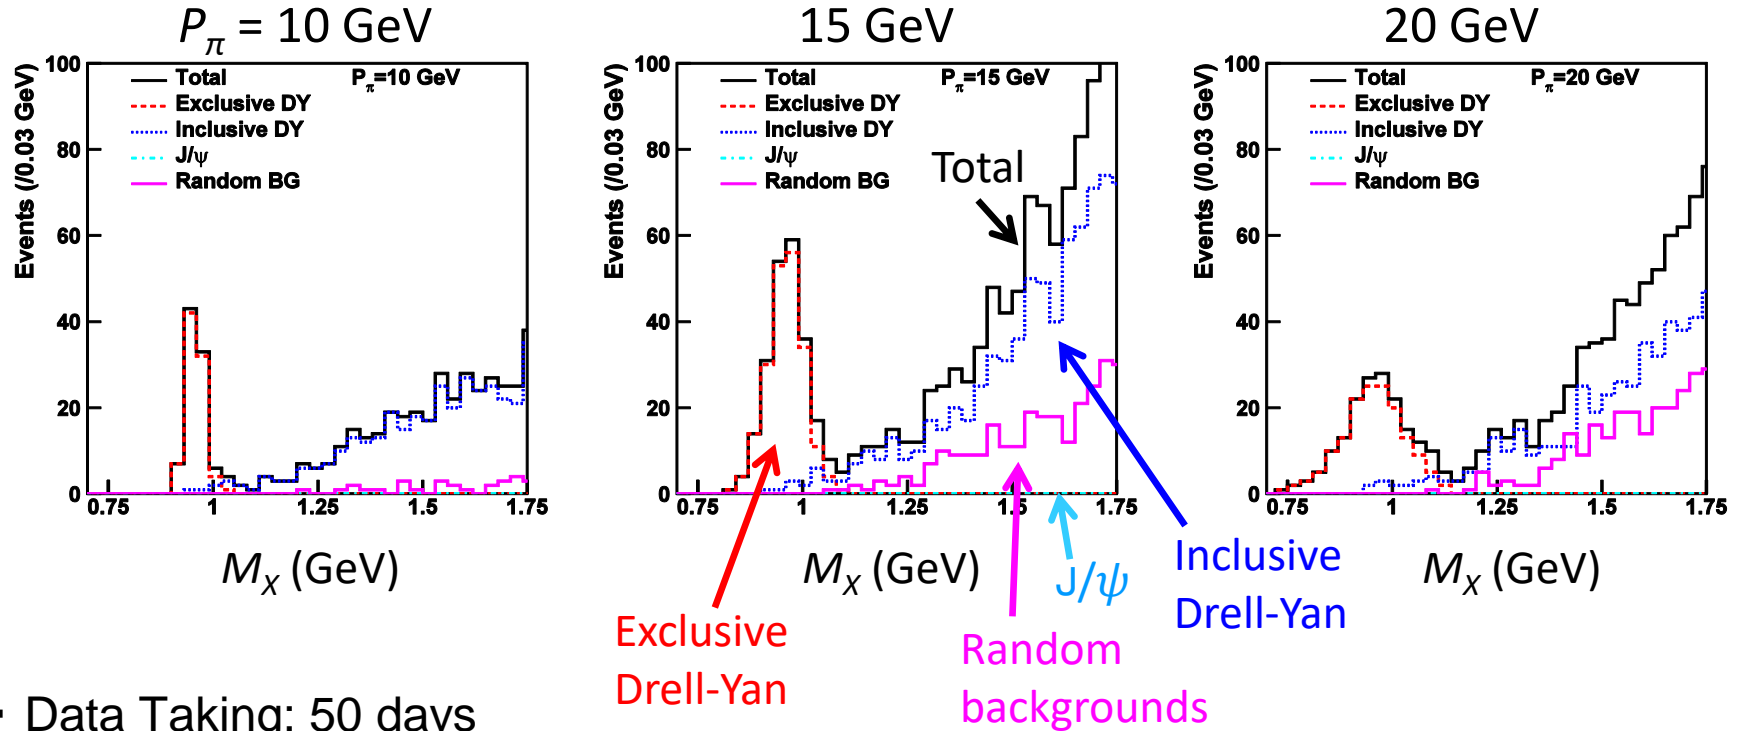 P_π = 10 GeV
15 GeV
20 GeV
Events (/0.03 GeV)
100
80
60
40
20
0
Total
Exclusive DY
Inclusive DY
J/ψ
Random BG
P_π=10 GeV
0.75
1
1.25
1.5
1.75
M_X (GeV)
Events (/0.03 GeV)
100
80
60
40
20
0
Total
Exclusive DY
Inclusive DY
J/ψ
Random BG
P_π=15 GeV
Total
0.75
1
1.25
1.5
1.75
M_X (GeV)
Events (/0.03 GeV)
100
80
60
40
20
0
Total
Exclusive DY
Inclusive DY
J/ψ
Random BG
P_π=20 GeV
0.75
1
1.25
1.5
1.75
M_X (GeV)
Exclusive
Drell-Yan
Random
backgrounds
J/ψ
Inclusive
Drell-Yan
Data Taking: 50 days